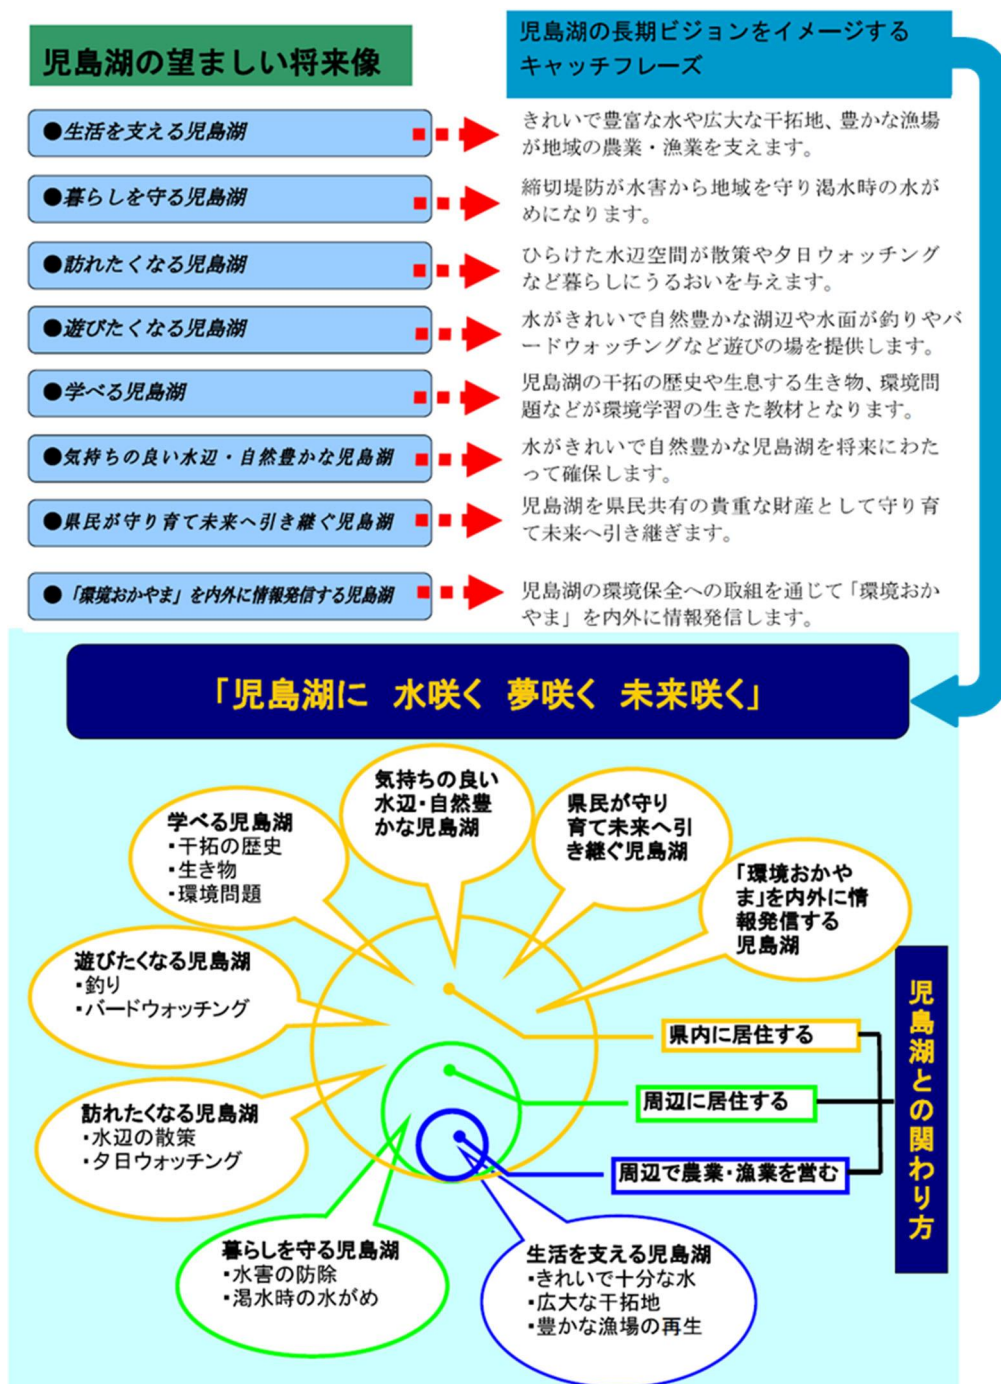 児島湖の望ましい将来像
児島湖の長期ビジョンをイメージする
キャッチフレーズ
●生活を支える児島湖
きれいで豊富な水や広大な干拓地、豊かな漁場
が地域の農業・漁業を支えます。
●暮らしを守る児島湖
締切堤防が水害から地域を守り渇水時の水が
めになります。
●訪れたくなる児島湖
ひらけた水辺空間が散策や夕日ウォッチング
など暮らしにうるおいを与えます。
●遊びたくなる児島湖
水がきれいで自然豊かな湖辺や水面が釣りやバ
ードウォッチングなど遊びの場を提供します。
●学べる児島湖
児島湖の干拓の歴史や生息する生き物、環境問
題などが環境学習の生きた教材となります。
●気持ちの良い水辺・自然豊かな児島湖
水がきれいで自然豊かな児島湖を将来にわた
って確保します。
●県民が守り育て未来へ引き継ぐ児島湖
児島湖を県民共有の貴重な財産として守り育
て未来へ引き継ぎます。
●「環境おかやま」を内外に情報発信する児島湖
児島湖の環境保全への取組を通じて「環境おか
やま」を内外に情報発信します。
「児島湖に 水咲く 夢咲く 未来咲く」
気持ちの良い
水辺・自然豊
かな児島湖
県民が守り
育て未来へ引
き継ぐ児島湖
学べる児島湖
・干拓の歴史
・生き物
・環境問題
「環境おかや
ま」を内外に情
報発信する
児島湖
遊びたくなる児島湖
・釣り
・バードウォッチング
訪れたくなる児島湖
・水辺の散策
・夕日ウォッチング
県内に居住する
周辺に居住する
周辺で農業・漁業を営む
児島湖との関わり方
暮らしを守る児島湖
・水害の防除
・渇水時の水がめ
生活を支える児島湖
・きれいで十分な水
・広大な干拓地
・豊かな漁場の再生